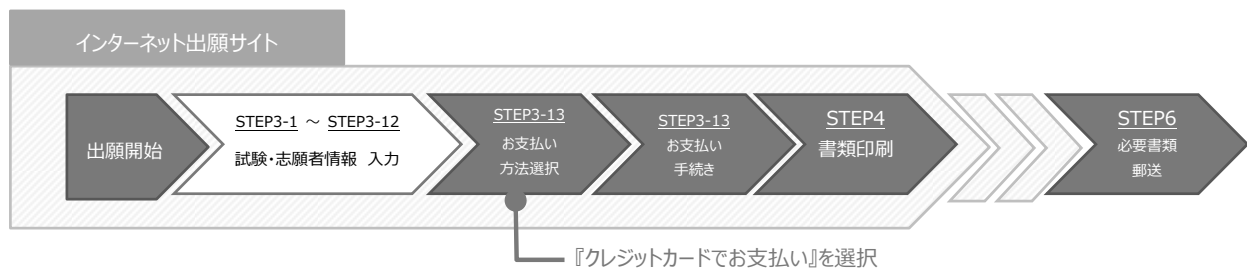 インターネット出願サイト
出願開始
STEP3-1 ～ STEP3-12
試験・志願者情報 入力
STEP3-13
お支払い
方法選択
STEP3-13
お支払い
手続き
STEP4
書類印刷
STEP6
必要書類
郵送
『クレジットカードでお支払い』を選択